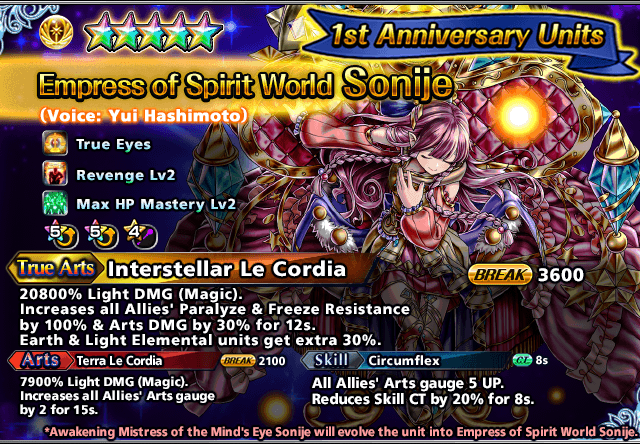 1st Anniversary Units
Empress of Spirit World Sonije
(Voice: Yui Hashimoto)
True Eyes
Revenge Lv2
Max HP Mastery Lv2
5 5 4
True Arts Interstellar Le Cordia BREAK 3600
20800% Light DMG (Magic).
Increases all Allies' Paralyze & Freeze Resistance
by 100% & Arts DMG by 30% for 12s.
Earth & Light Elemental units get extra 30%.
Arts Terra Le Cordia BREAK 2100
7900% Light DMG (Magic).
Increases all Allies' Arts gauge
by 2 for 15s.
Skill Circumflex CT 8s
All Allies' Arts gauge 5 UP.
Reduces Skill CT by 20% for 8s.
*Awakening Mistress of the Mind's Eye Sonije will evolve the unit into Empress of Spirit World Sonije.